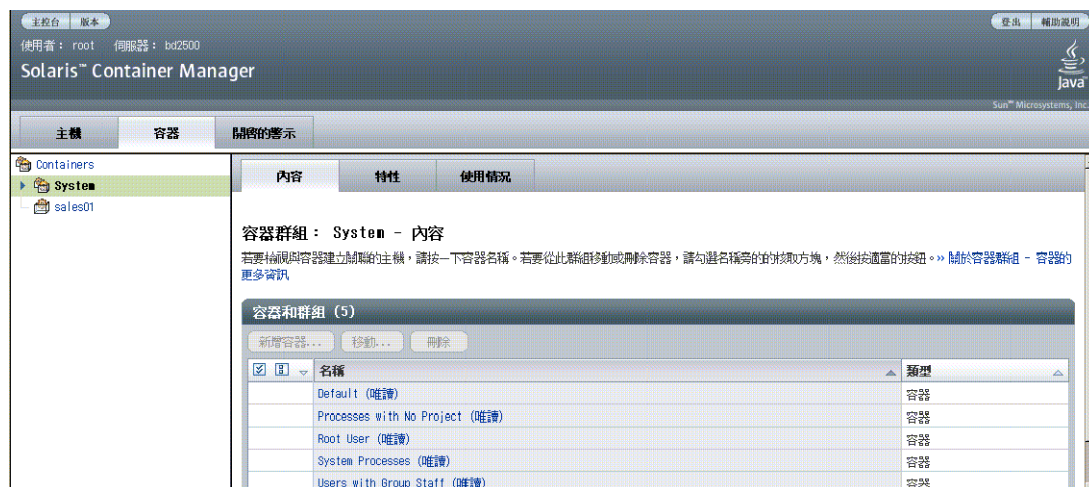 主控台 版本 登出 輔助說明
使用者： root 伺服器： bd2500
Solaris™ Container Manager
Java
Sun™ Microsystems, Inc.
主機 容器 開啟的警示
Containers
System
sales01
內容 特性 使用情況
容器群組： System - 內容
若要檢視與容器建立關聯的主機，請按一下容器名稱。若要從此群組移動或刪除容器，請勾選名稱旁的的核取方塊，然後按適當的按鈕。›› 關於容器群組 - 容器的
更多資訊
容器和群組 (5)
新增容器... 移動... 刪除
名稱 類型
Default (唯讀) 容器
Processes with No Project (唯讀) 容器
Root User (唯讀) 容器
System Processes (唯讀) 容器
Users with Group Staff (唯讀) 容器